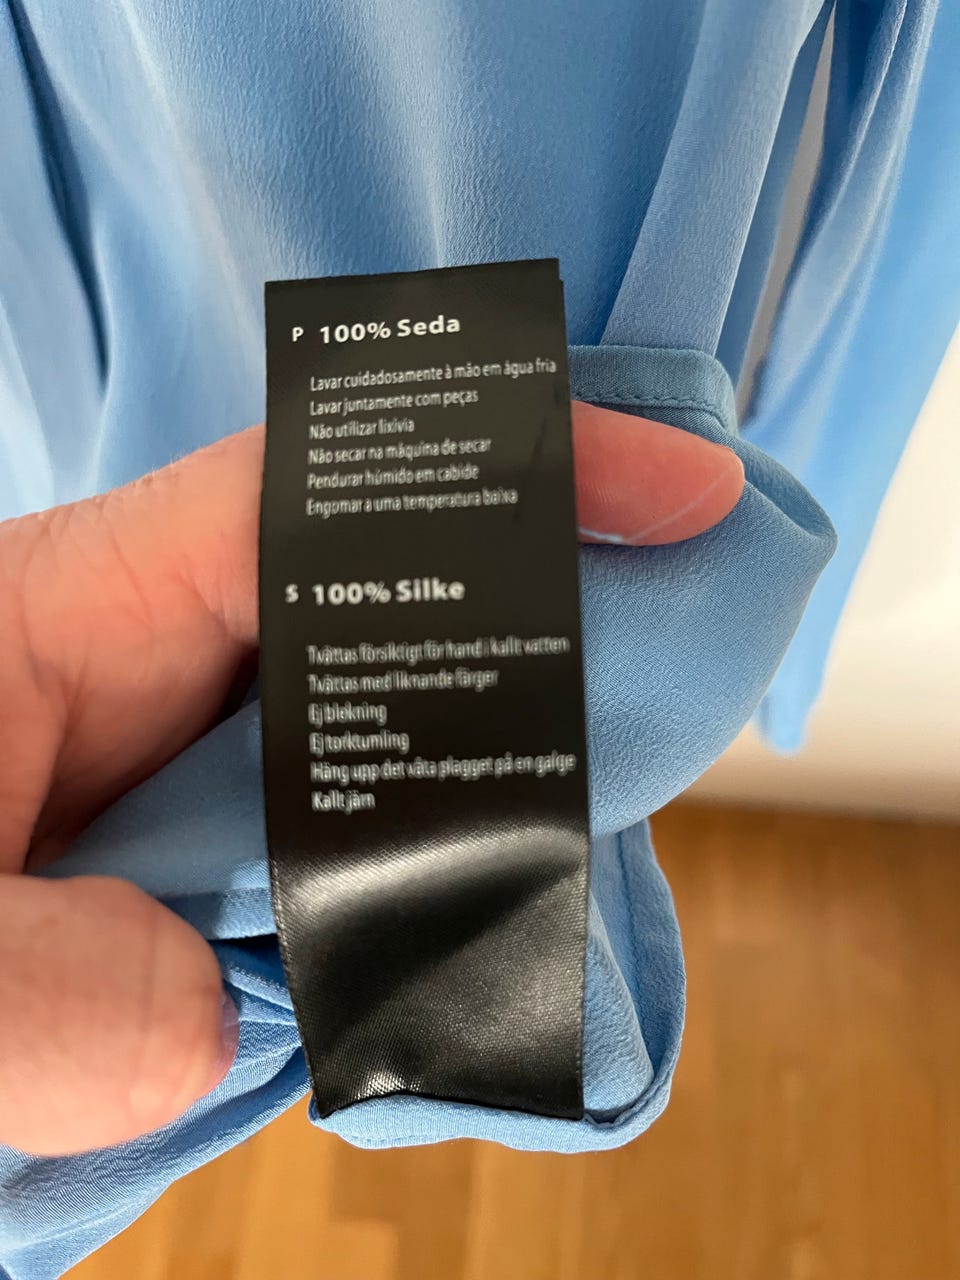 P 100% Seda
Lavar cuidadosamente à mão em água fria
Lavar juntamente com peças
Não utilizar lixívia
Não secar na máquina de secar
Pendurar húmido em cabide
Engomar a uma temperatura baixa
S 100% Silke
Tvättas försiktigt för hand i kallt vatten
Tvättas med liknande färger
Ej blekning
Ej torktumling
Häng upp det våta plagget på en galge
Kallt järn